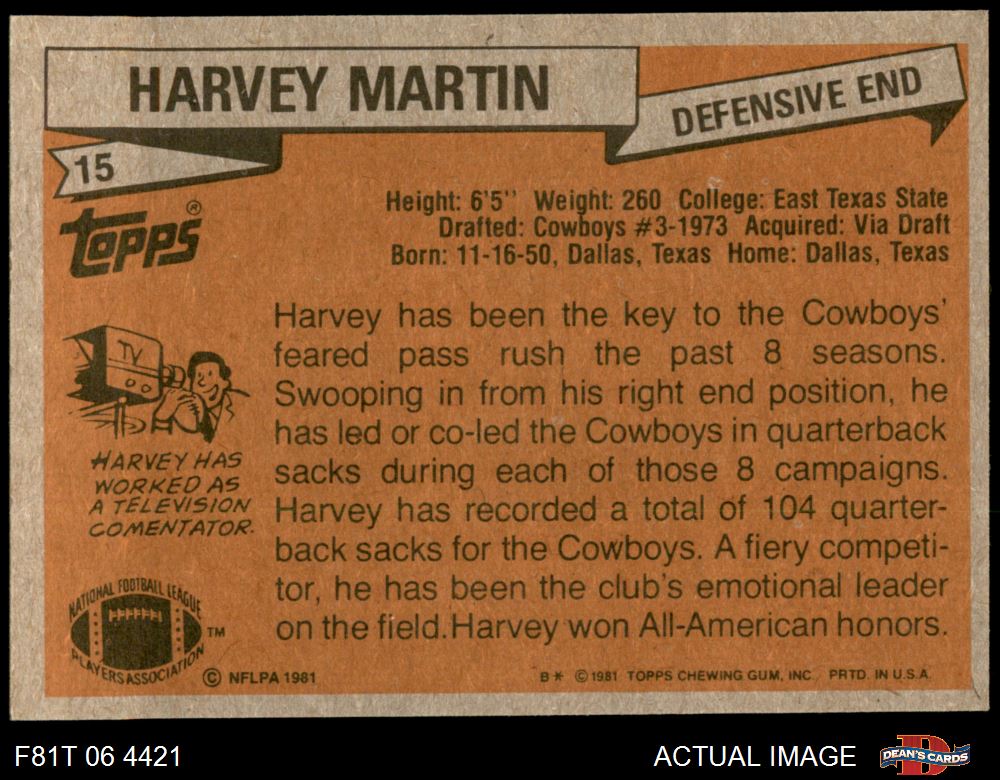 HARVEY MARTIN
DEFENSIVE END
15
topps®
Height: 6'5'' Weight: 260 College: East Texas State
Drafted: Cowboys #3-1973 Acquired: Via Draft
Born: 11-16-50, Dallas, Texas Home: Dallas, Texas
TV
HARVEY HAS
WORKED AS
A TELEVISION
COMENTATOR.
Harvey has been the key to the Cowboys'
feared pass rush the past 8 seasons.
Swooping in from his right end position, he
has led or co-led the Cowboys in quarterback
sacks during each of those 8 campaigns.
Harvey has recorded a total of 104 quarter-
back sacks for the Cowboys. A fiery competi-
tor, he has been the club's emotional leader
on the field.Harvey won All-American honors.
NATIONAL FOOTBALL LEAGUE
PLAYERS ASSOCIATION
TM
© NFLPA 1981
B* © 1981 TOPPS CHEWING GUM, INC. PRTD. IN U.S.A.
F81T 06 4421
ACTUAL IMAGE
DEAN'S CARDS